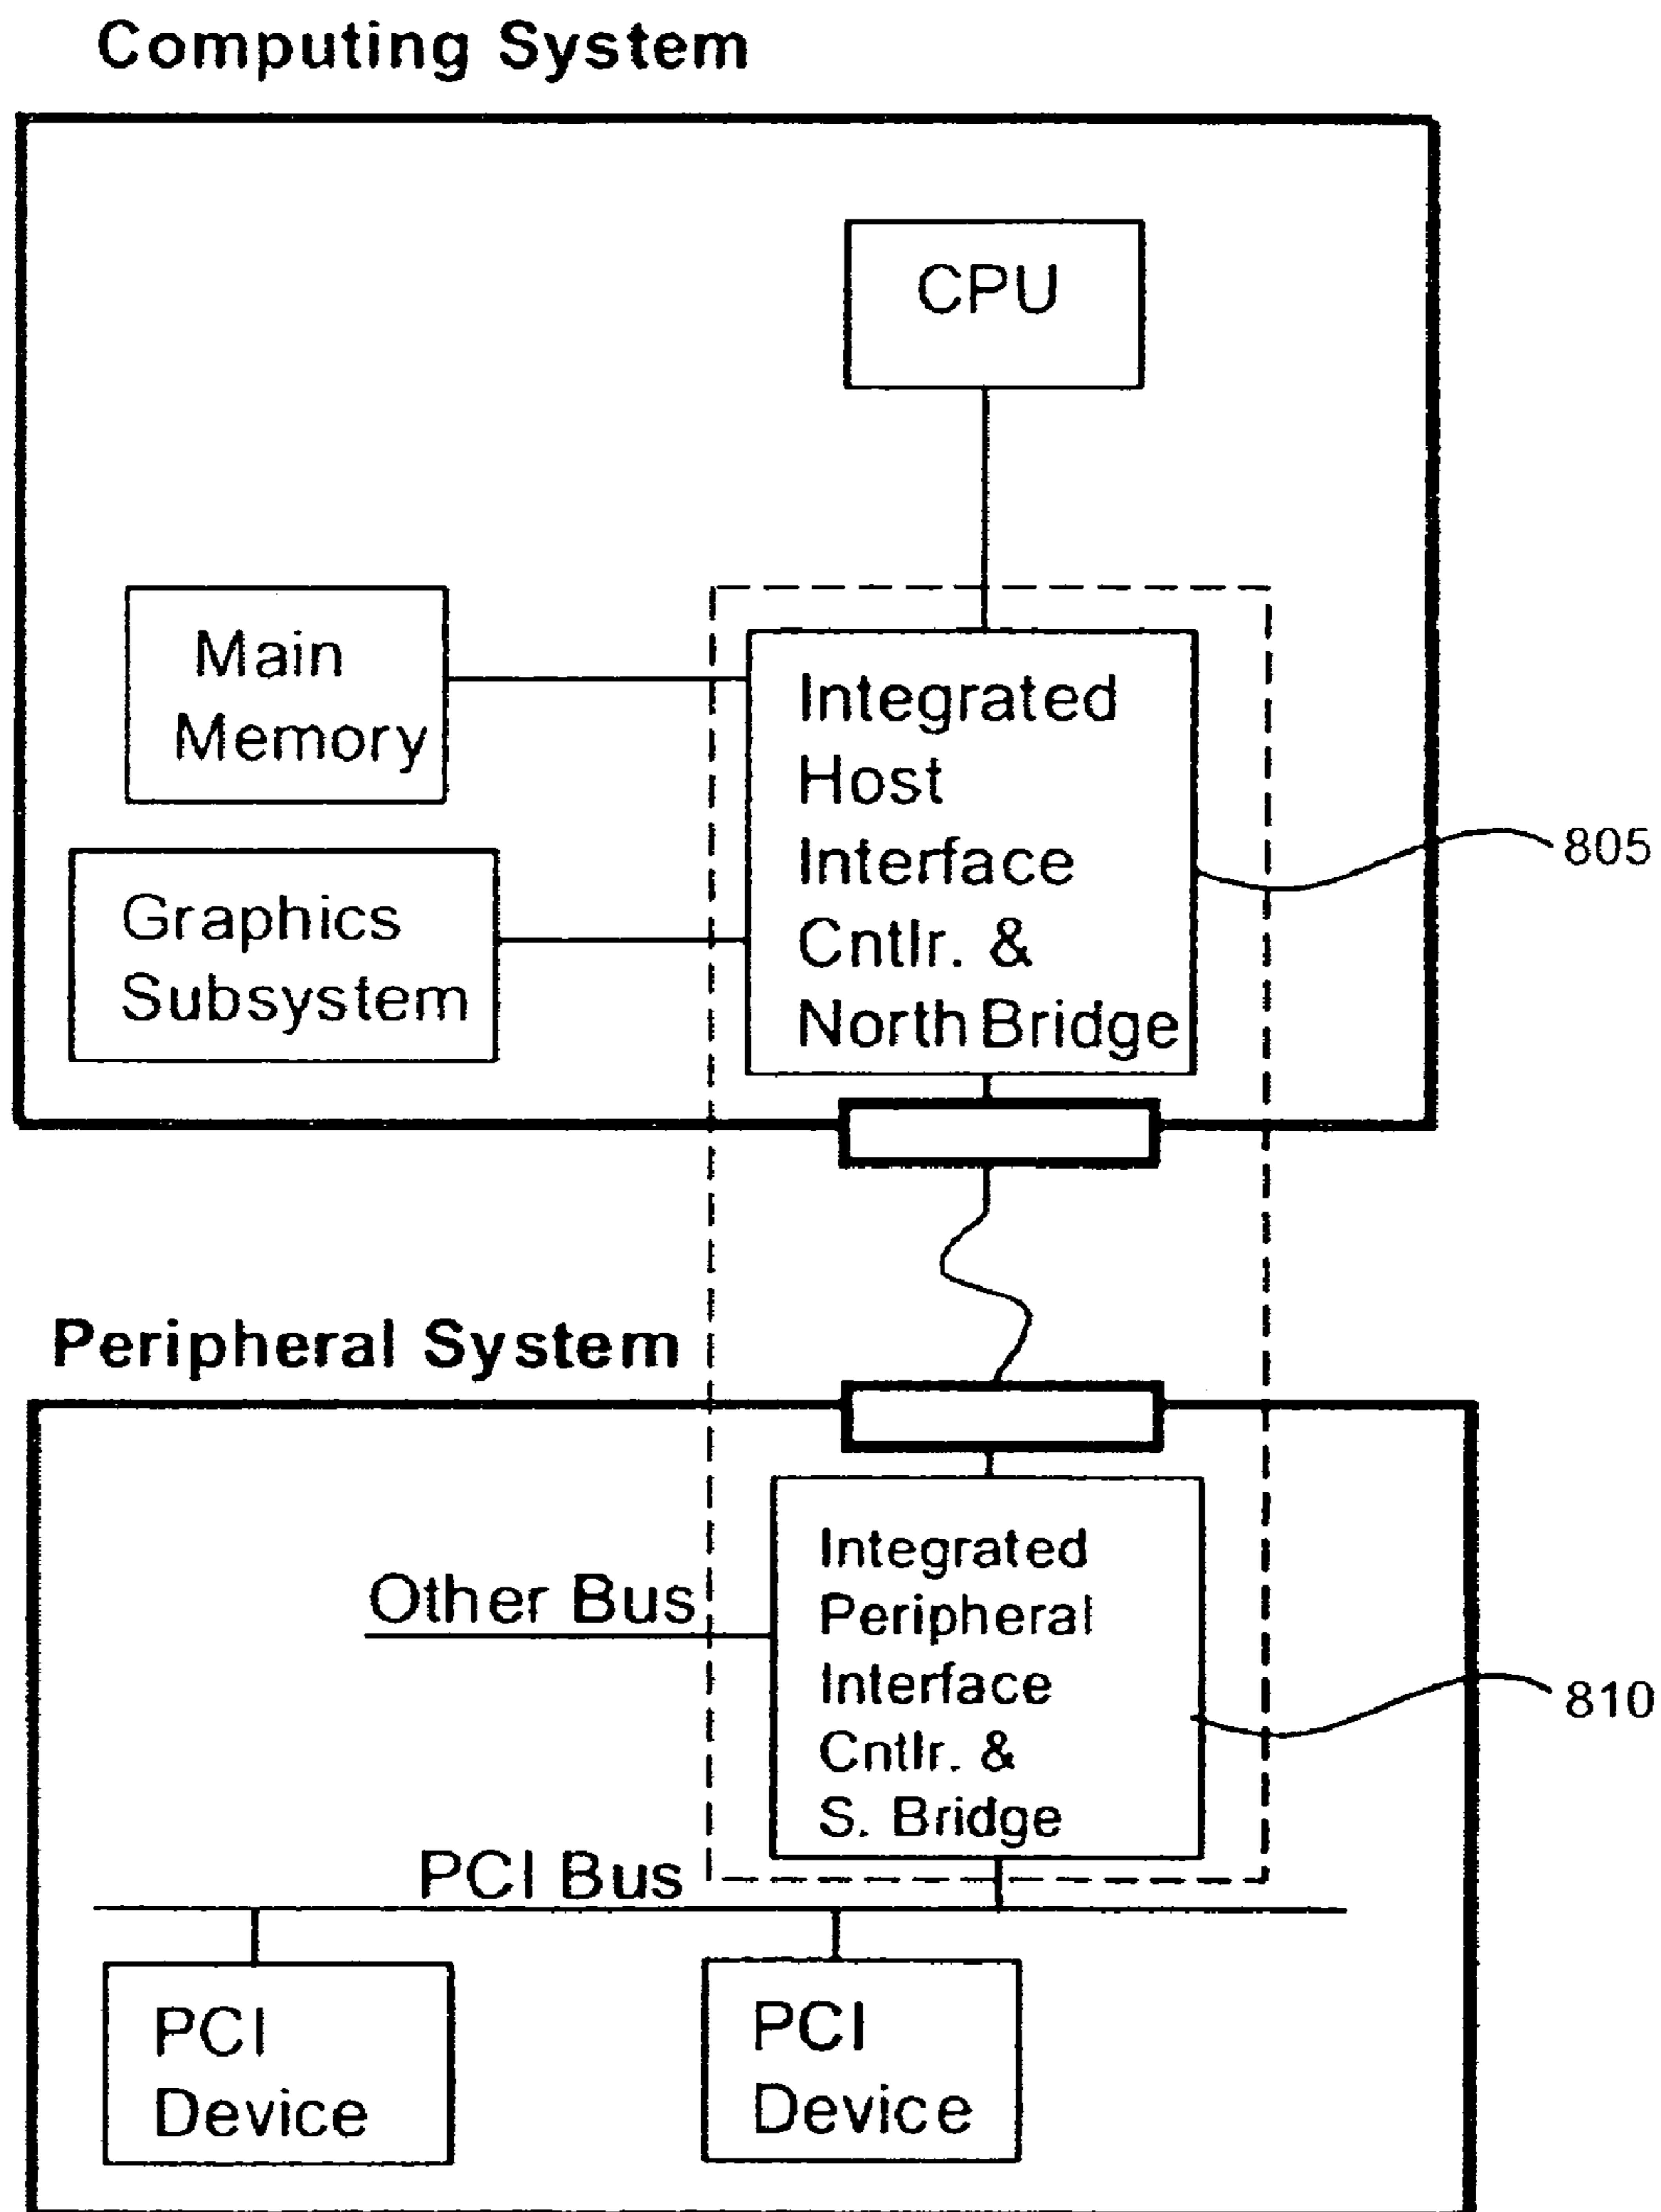 Computing System
CPU
Main
Memory
Integrated
Host
Interface
Cntlr. &
North Bridge
805
Graphics
Subsystem
Peripheral System
Integrated
Peripheral
Interface
Cntlr. &
S. Bridge
Other Bus
810
PCI Bus
PCI
Device
PCI
Device